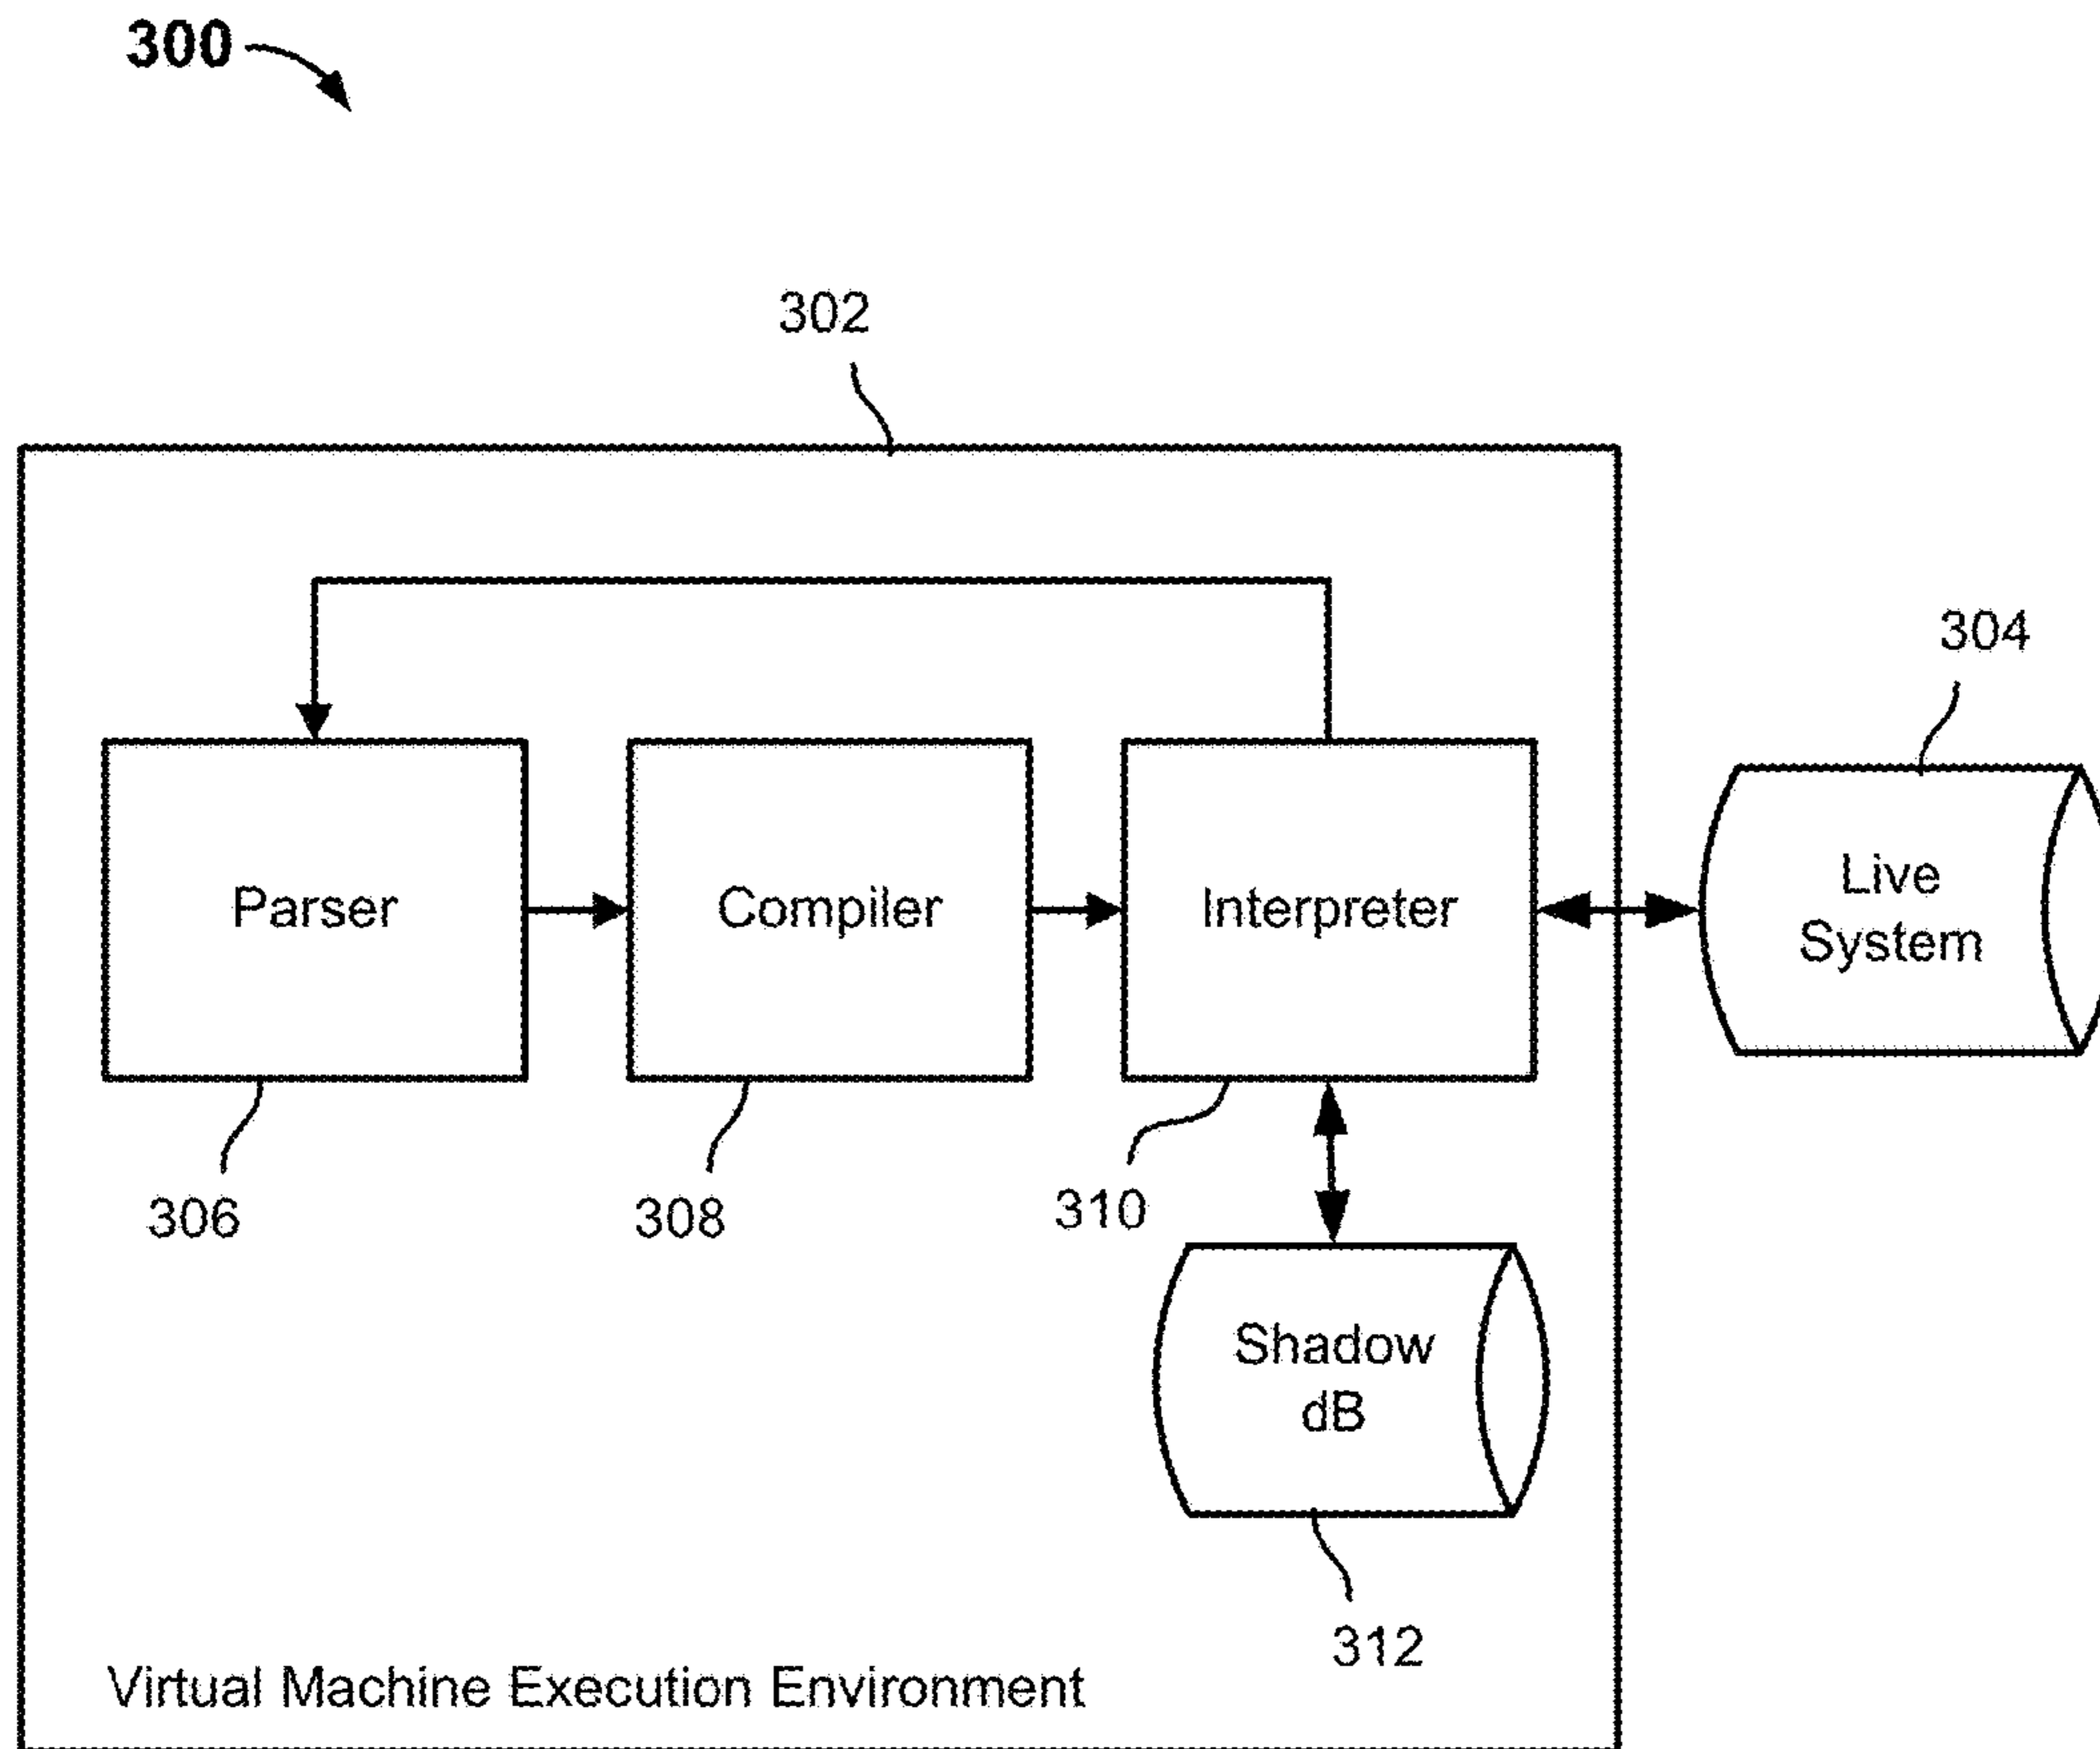 300
302
304
Parser
Compiler
Interpreter
Live
System
306
308
310
Shadow
dB
312
Virtual Machine Execution Environment